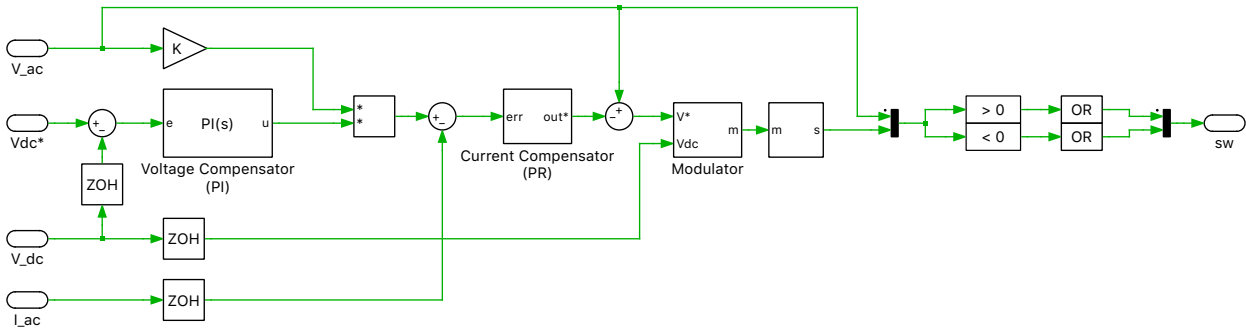 V_ac
K
Vdc*
+
−
e
PI(s)
u
Voltage Compensator
(PI)
ZOH
*
*
+
−
err
out*
Current Compensator
(PR)
−
+
V*
Vdc
m
Modulator
m
s
> 0
< 0
OR
OR
sw
V_dc
ZOH
I_ac
ZOH